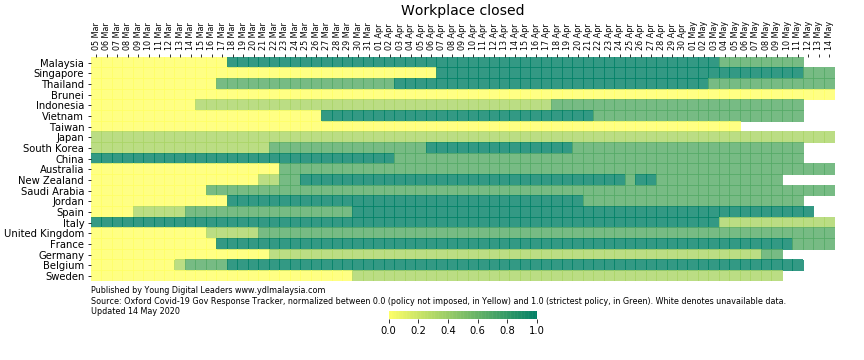 Workplace closed
05 Mar 06 Mar 07 Mar 08 Mar 09 Mar 10 Mar 11 Mar 12 Mar 13 Mar 14 Mar 15 Mar 16 Mar 17 Mar 18 Mar 19 Mar 20 Mar 21 Mar 22 Mar 23 Mar 24 Mar 25 Mar 26 Mar 27 Mar 28 Mar 29 Mar 30 Mar 31 Mar 01 Apr 02 Apr 03 Apr 04 Apr 05 Apr 06 Apr 07 Apr 08 Apr 09 Apr 10 Apr 11 Apr 12 Apr 13 Apr 14 Apr 15 Apr 16 Apr 17 Apr 18 Apr 19 Apr 20 Apr 21 Apr 22 Apr 23 Apr 24 Apr 25 Apr 26 Apr 27 Apr 28 Apr 29 Apr 30 Apr 01 May 02 May 03 May 04 May 05 May 06 May 07 May 08 May 09 May 10 May 11 May 12 May 13 May 14 May
Malaysia
Singapore
Thailand
Brunei
Indonesia
Vietnam
Taiwan
Japan
South Korea
China
Australia
New Zealand
Saudi Arabia
Jordan
Spain
Italy
United Kingdom
France
Germany
Belgium
Sweden
Published by Young Digital Leaders www.ydlmalaysia.com
Source: Oxford Covid-19 Gov Response Tracker, normalized between 0.0 (policy not imposed, in Yellow) and 1.0 (strictest policy, in Green). White denotes unavailable data.
Updated 14 May 2020
0.0 0.2 0.4 0.6 0.8 1.0